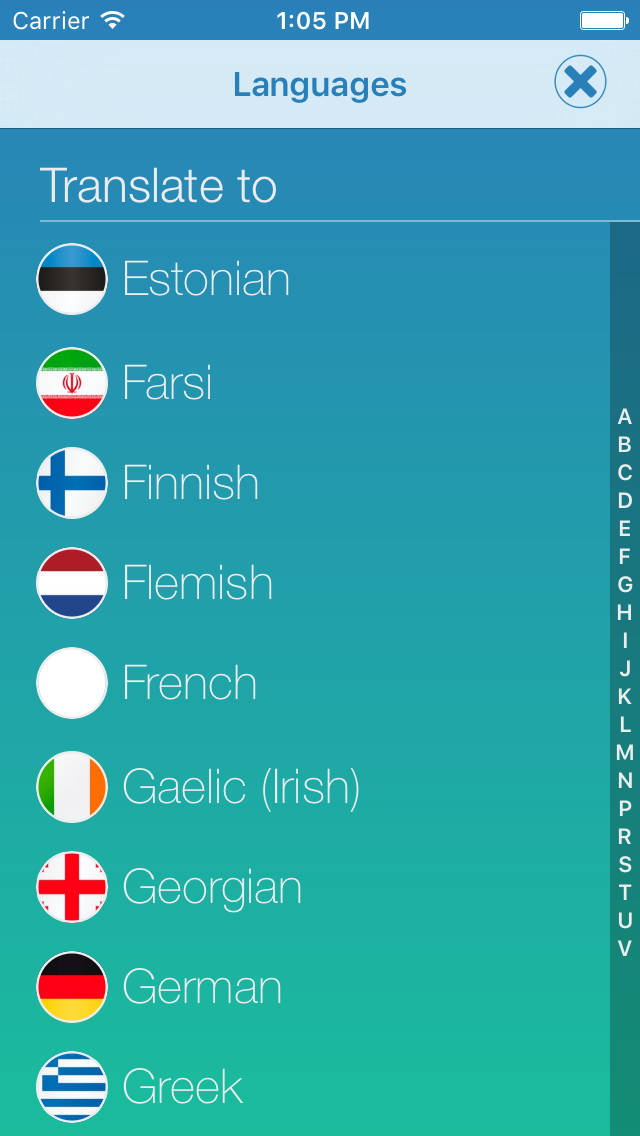 Carrier 1:05 PM
Languages
Translate to
Estonian
Farsi
Finnish
Flemish
French
Gaelic (Irish)
Georgian
German
Greek
A
B
C
D
E
F
G
H
I
J
K
L
M
N
P
R
S
T
U
V